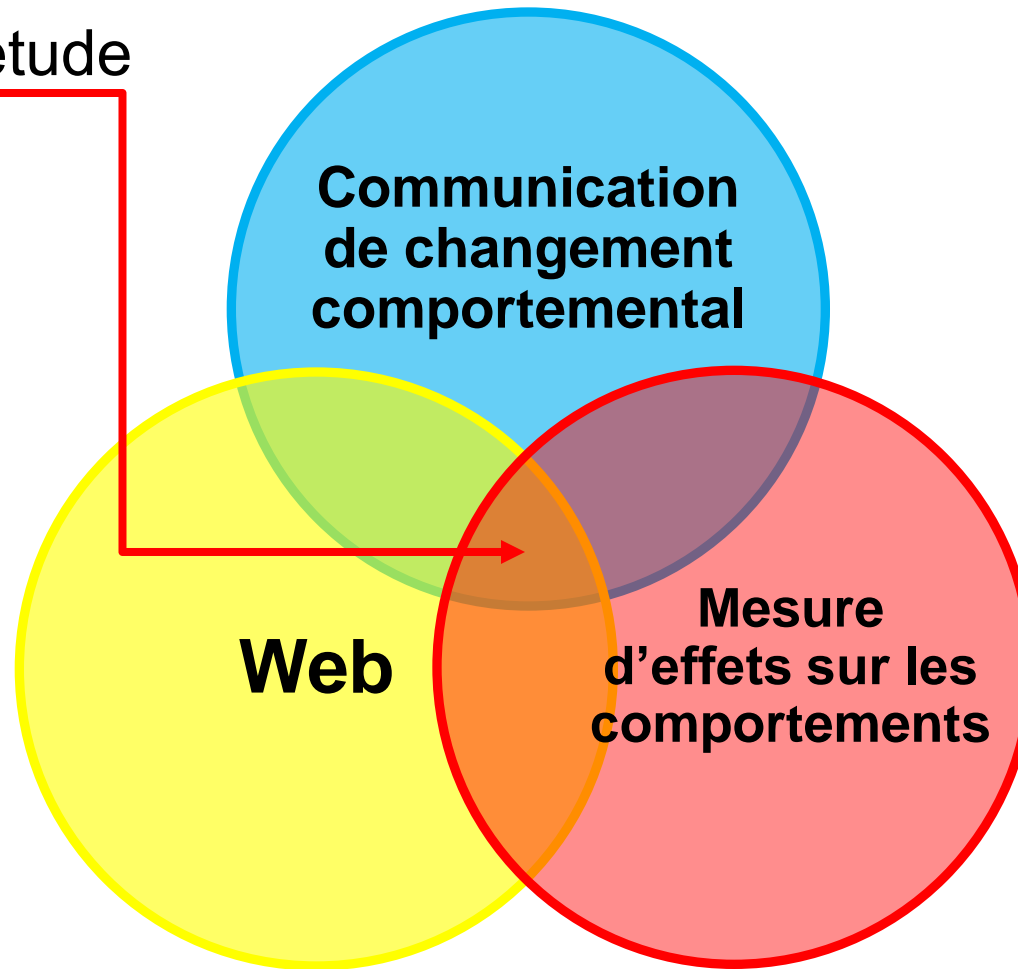 etude
Communication
de changement
comportemental
Web
Mesure
d’effets sur les
comportements